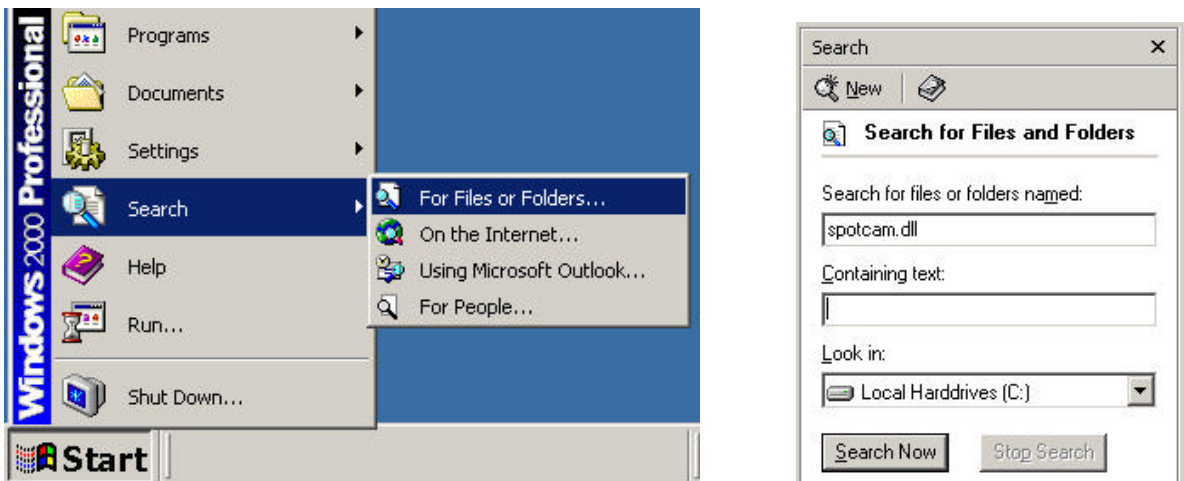 Windows 2000 Professional
Programs
Documents
Settings
Search
Help
Run...
Shut Down...
For Files or Folders...
On the Internet...
Using Microsoft Outlook...
For People...
Start
Search
New
Search for Files and Folders
Search for files or folders named:
spotcam.dll
Containing text:
Look in:
Local Harddrives (C:)
Search Now Stop Search